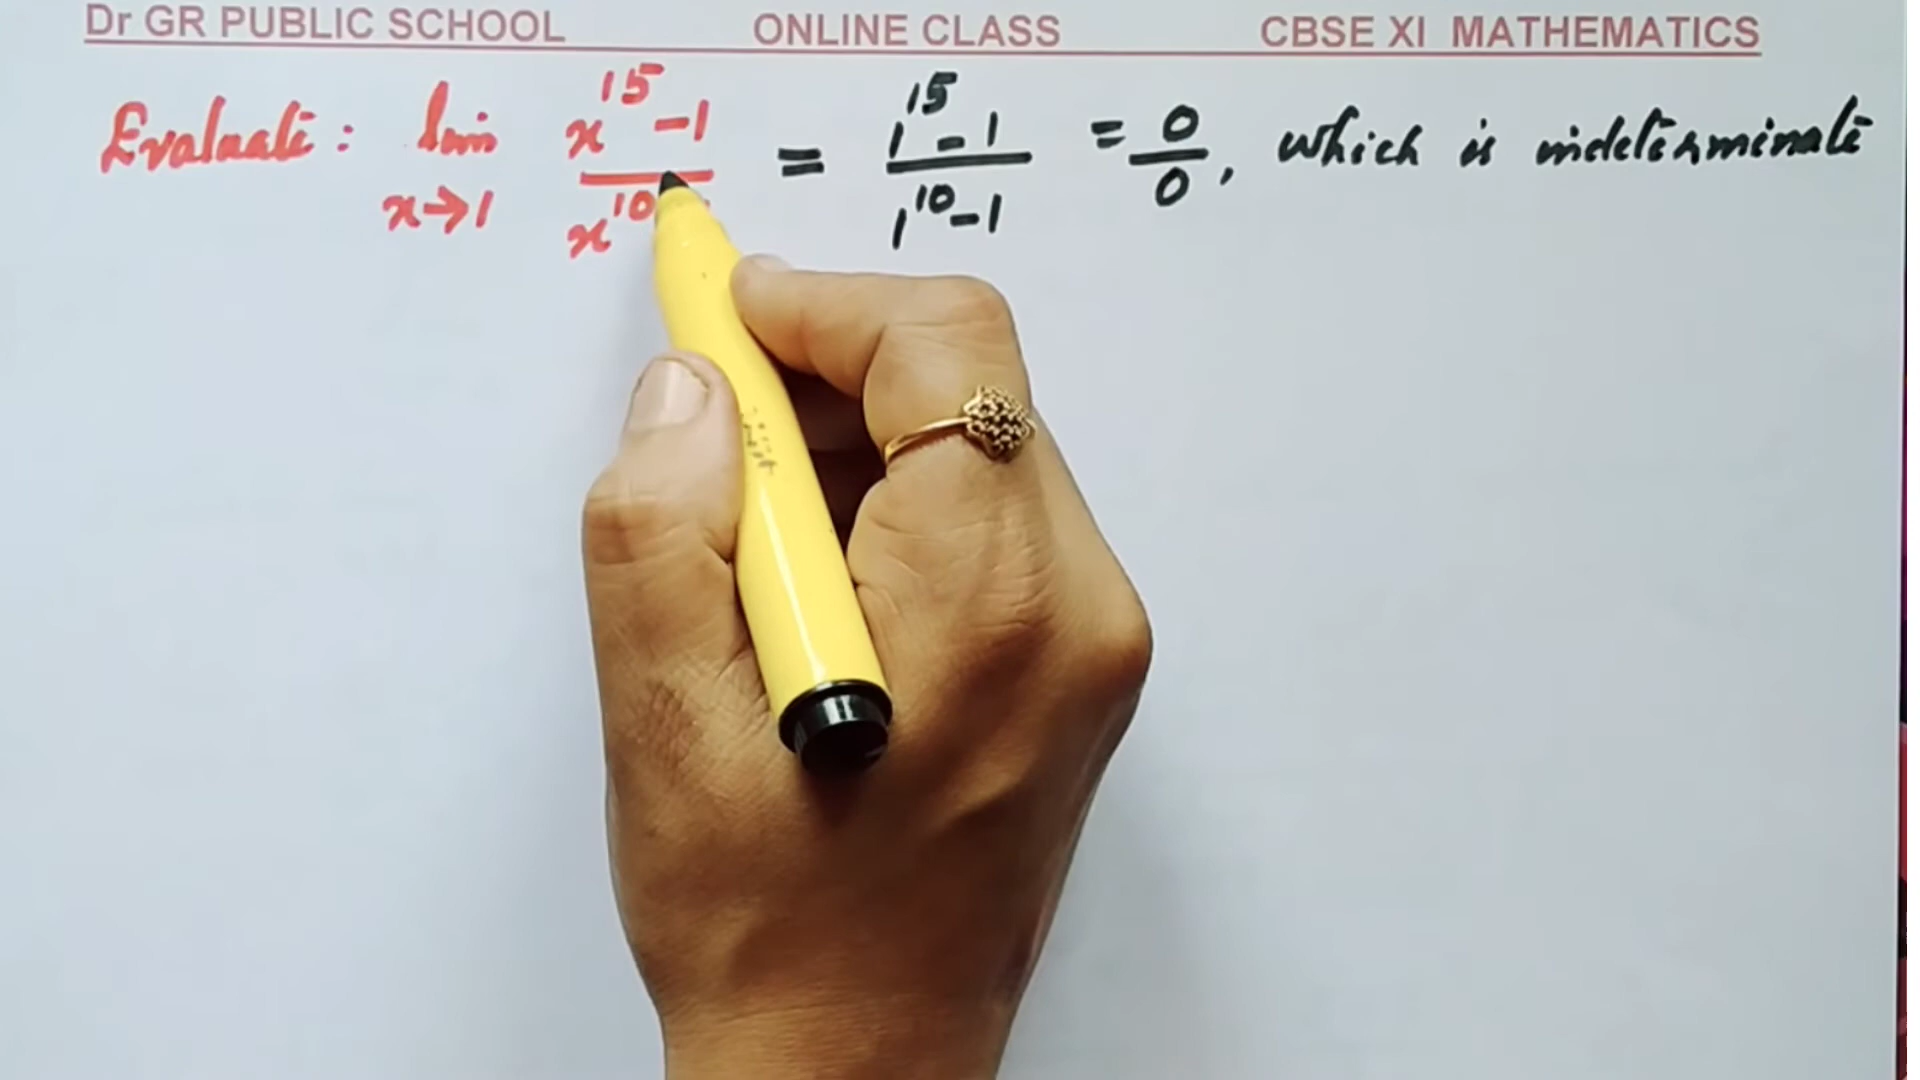 Dr GR PUBLIC SCHOOL ONLINE CLASS CBSE XI MATHEMATICS
Evaluate : lim x→1 x^15 -1 / x^10 = 1^15 - 1 / 1^10 - 1 = 0/0, which is indeterminate